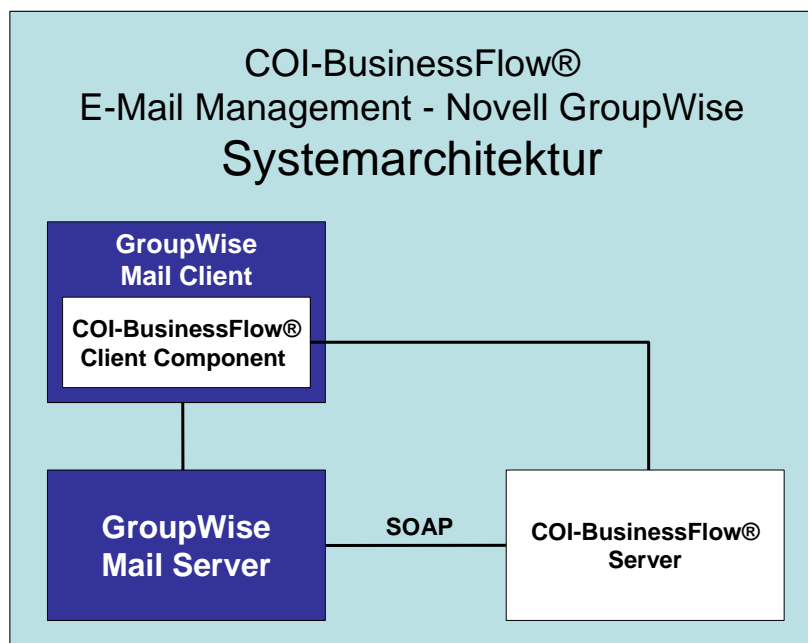 COI-BusinessFlow®
E-Mail Management - Novell GroupWise
Systemarchitektur
GroupWise
Mail Client
COI-BusinessFlow®
Client Component
GroupWise
Mail Server
SOAP
COI-BusinessFlow®
Server